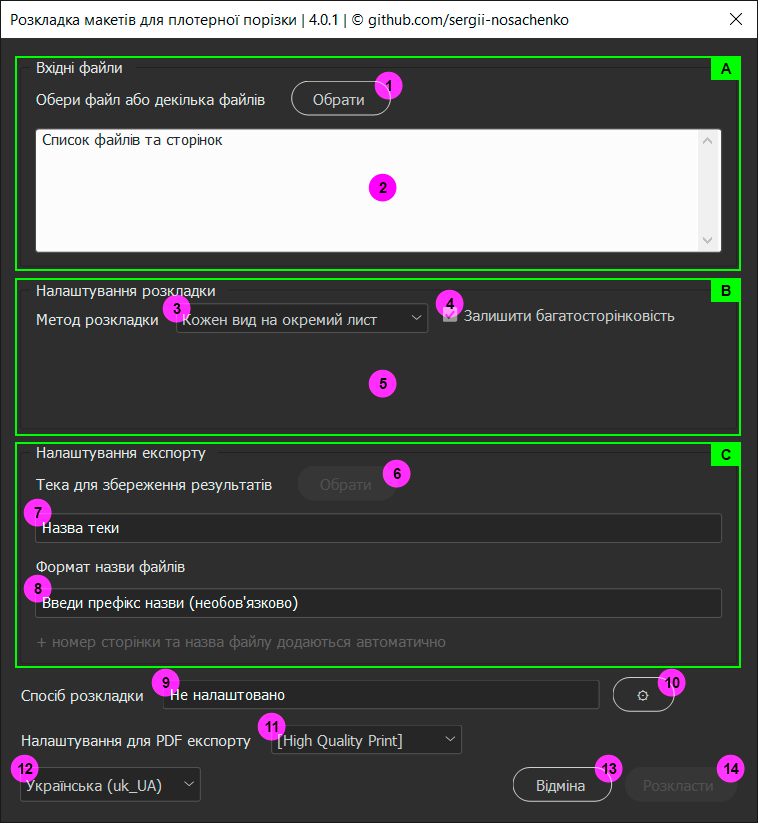 Розкладка макетів для плотерної порізки | 4.0.1 | © github.com/sergii-nosachenko
Вхідні файли
A
Обери файл або декілька файлів
Обрати
1
Список файлів та сторінок
2
Налаштування розкладки
B
Метод розкладки
3
Кожен вид на окремий лист
4
Залишити багатосторінковість
5
Налаштування експорту
C
Тека для збереження результатів
Обрати
6
7
Назва теки
Формат назви файлів
8
Введи префікс назви (необов'язково)
+ номер сторінки та назва файлу додаються автоматично
Спосіб розкладки
9
Не налаштовано
10
Налаштування для PDF експорту
11
[High Quality Print]
12
Українська (uk_UA)
Відміна
13
Розкласти
14